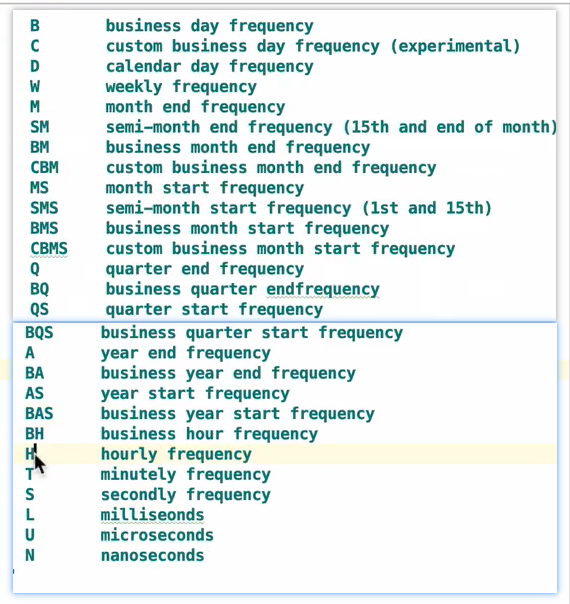 B business day frequency
C custom business day frequency (experimental)
D calendar day frequency
W weekly frequency
M month end frequency
SM semi-month end frequency (15th and end of month)
BM business month end frequency
CBM custom business month end frequency
MS month start frequency
SMS semi-month start frequency (1st and 15th)
BMS business month start frequency
CBMS custom business month start frequency
Q quarter end frequency
BQ business quarter endfrequency
QS quarter start frequency
BQS business quarter start frequency
A year end frequency
BA business year end frequency
AS year start frequency
BAS business year start frequency
BH business hour frequency
H hourly frequency
T minutely frequency
S secondly frequency
L milliseonds
U microseconds
N nanoseconds